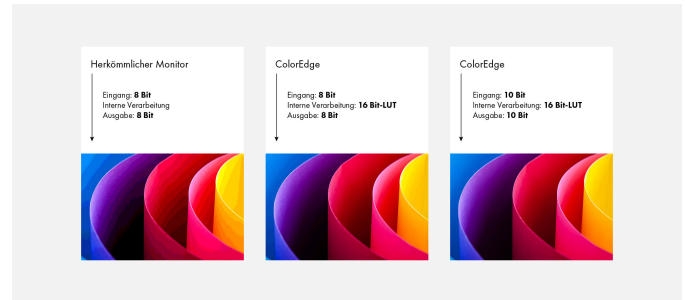 Herkömmlicher Monitor
Eingang: 8 Bit
Interne Verarbeitung
Ausgabe: 8 Bit
ColorEdge
Eingang: 8 Bit
Interne Verarbeitung: 16 Bit-LUT
Ausgabe: 8 Bit
ColorEdge
Eingang: 10 Bit
Interne Verarbeitung: 16 Bit-LUT
Ausgabe: 10 Bit